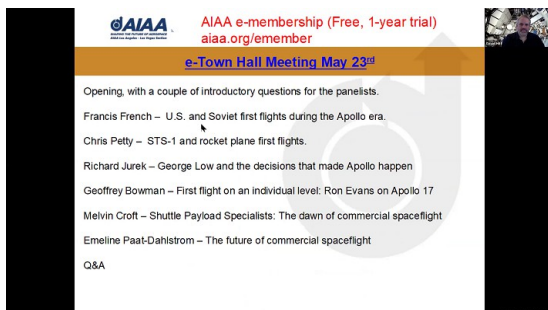 AIAA
AIAA e-membership (Free, 1-year trial)
aiaa.org/emember
e-Town Hall Meeting May 23rd
Opening, with a couple of introductory questions for the panelists.
Francis French – U.S. and Soviet first flights during the Apollo era.
Chris Petty – STS-1 and rocket plane first flights.
Richard Jurek – George Low and the decisions that made Apollo happen
Geoffrey Bowman – First flight on an individual level: Ron Evans on Apollo 17
Melvin Croft – Shuttle Payload Specialists: The dawn of commercial spaceflight
Emeline Paat-Dahlstrom – The future of commercial spaceflight
Q&A